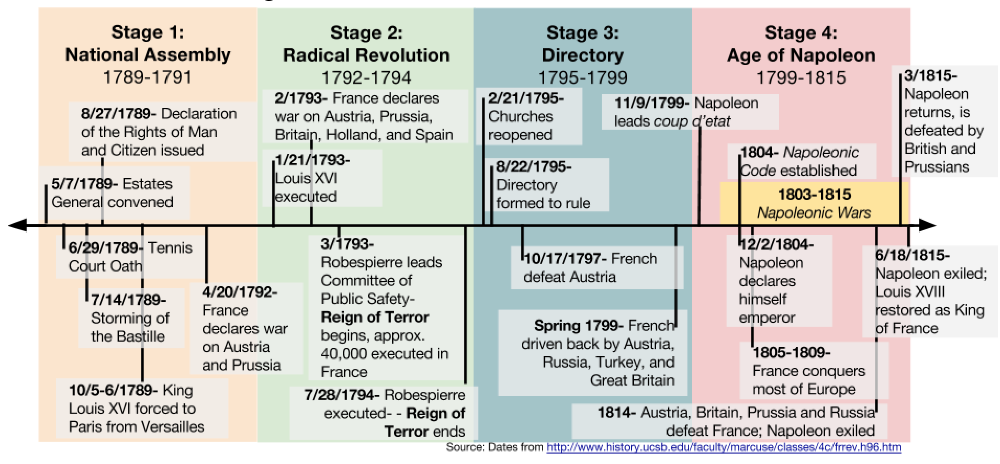 Stage 1:
National Assembly
1789-1791
8/27/1789- Declaration
of the Rights of Man
and Citizen issued
5/7/1789- Estates
General convened
6/29/1789- Tennis
Court Oath
7/14/1789-
Storming of
the Bastille
10/5-6/1789- King
Louis XVI forced to
Paris from Versailles
4/20/1792-
France
declares war
on Austria
and Prussia
Stage 2:
Radical Revolution
1792-1794
2/1793- France declares
war on Austria, Prussia,
Britain, Holland, and Spain
1/21/1793-
Louis XVI
executed
3/1793-
Robespierre leads
Committee of
Public Safety-
Reign of Terror
begins, approx.
40,000 executed in
France
7/28/1794- Robespierre
executed- - Reign of
Terror ends
Stage 3:
Directory
1795-1799
2/21/1795-
Churches
reopened
8/22/1795-
Directory
formed to rule
10/17/1797- French
defeat Austria
Spring 1799- French
driven back by Austria,
Russia, Turkey, and
Great Britain
Stage 4:
Age of Napoleon
1799-1815
11/9/1799- Napoleon
leads coup d'etat
1804- Napoleonic
Code established
1803-1815
Napoleonic Wars
3/1815-
Napoleon
returns, is
defeated by
British and
Prussians
12/2/1804-
Napoleon
declares
himself
emperor
6/18/1815-
Napoleon exiled;
Louis XVIII
restored as King
of France
1805-1809-
France conquers
most of Europe
1814- Austria, Britain, Prussia and Russia
defeat France; Napoleon exiled
Source: Dates from http://www.history.ucsb.edu/faculty/marcuse/classes/4c/frrev.h96.htm